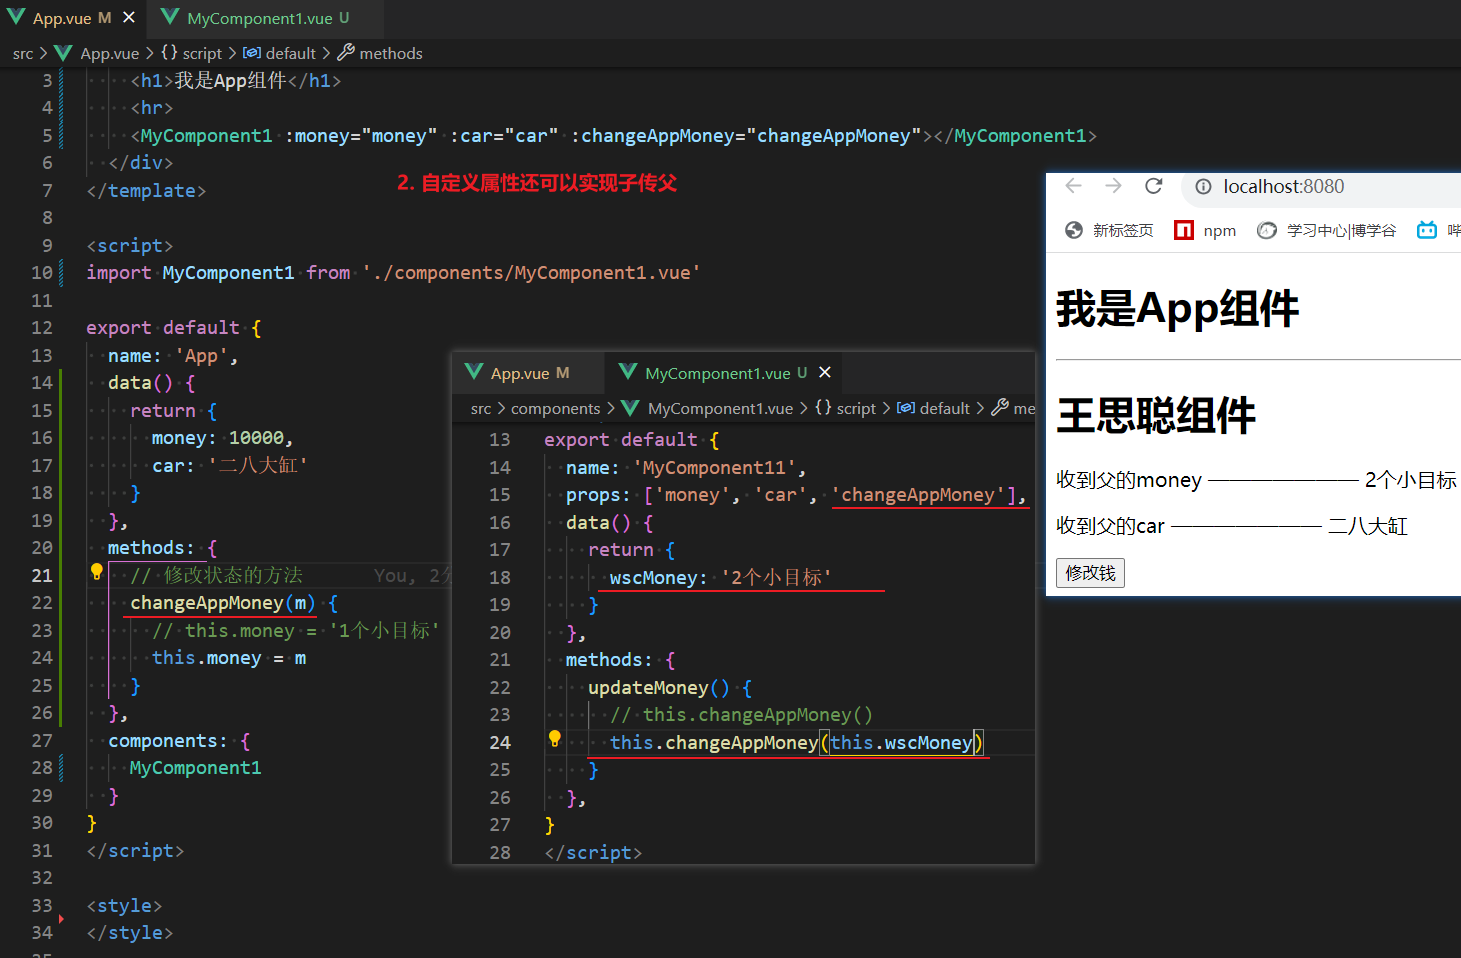 App.vue M ×
MyComponent1.vue U
src > App.vue > {} script > default > methods
3 <h1>我是App组件</h1>
4 <hr>
5 <MyComponent1 :money="money" :car="car" :changeAppMoney="changeAppMoney"></MyComponent1>
6 </div>
7 </template>
2. 自定义属性还可以实现子传父
8
9 <script>
10 import MyComponent1 from './components/MyComponent1.vue'
11
12 export default {
13 name: 'App',
14 data() {
15 return {
16 money: 10000,
17 car: '二八大缸'
18 }
19 },
20 methods: {
21 // 修改状态的方法 You, 2分
22 changeAppMoney(m) {
23 // this.money = '1个小目标'
24 this.money = m
25 }
26 },
27 components: {
28 MyComponent1
29 }
30 }
31 </script>
32
33 <style>
34 </style>
App.vue M
MyComponent1.vue U ×
src > components > MyComponent1.vue > {} script > default > me
13 export default {
14 name: 'MyComponent11',
15 props: ['money', 'car', 'changeAppMoney'],
16 data() {
17 return {
18 wscMoney: '2个小目标'
19 }
20 },
21 methods: {
22 updateMoney() {
23 // this.changeAppMoney()
24 this.changeAppMoney(this.wscMoney)
25 }
26 },
27 }
28 </script>
localhost:8080
新标签页 npm 学习中心|博学谷 哔
我是App组件
王思聪组件
收到父的money ——————— 2个小目标
收到父的car ——————— 二八大缸
修改钱